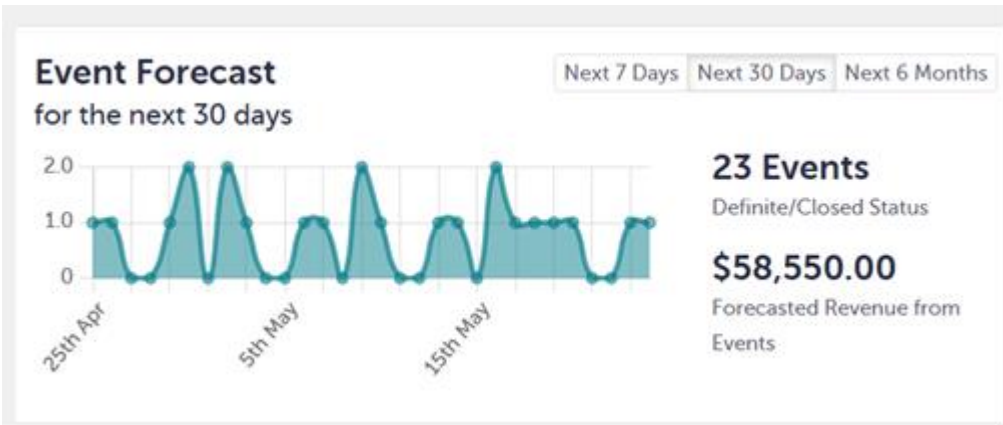 Event Forecast
for the next 30 days
Next 7 Days
Next 30 Days
Next 6 Months
2.0
1.0
0
25th Apr
5th May
15th May
23 Events
Definite/Closed Status
$58,550.00
Forecasted Revenue from
Events